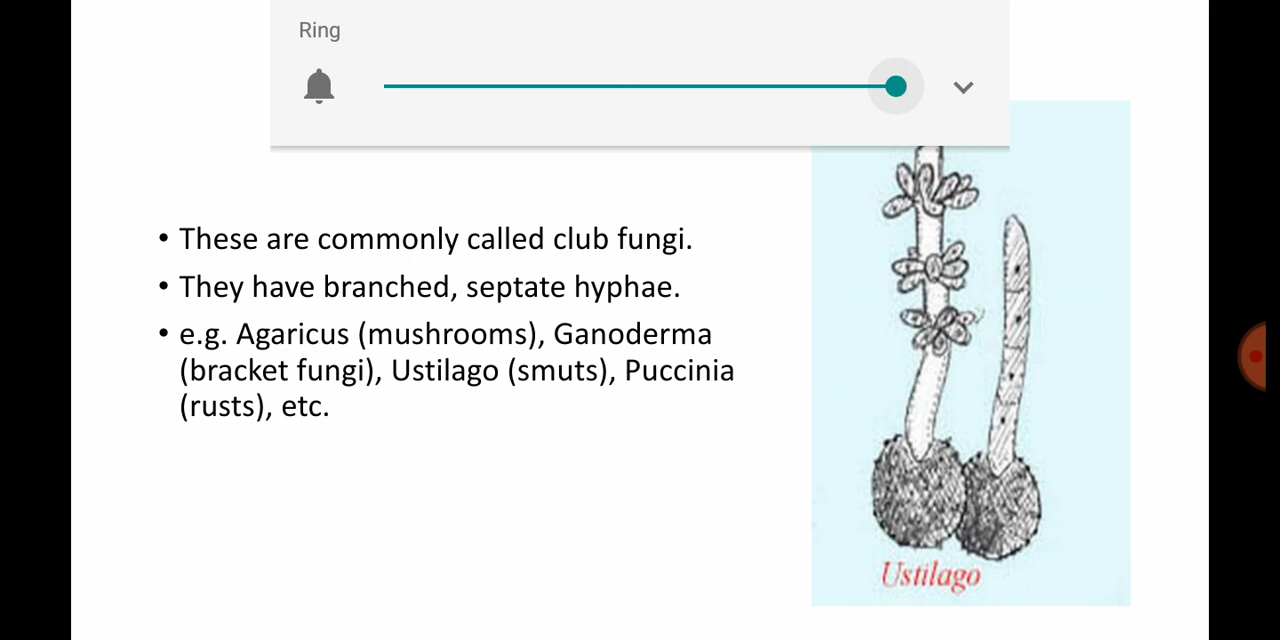 Ring
• These are commonly called club fungi.
• They have branched, septate hyphae.
• e.g. Agaricus (mushrooms), Ganoderma
(bracket fungi), Ustilago (smuts), Puccinia
(rusts), etc.
Ustilago